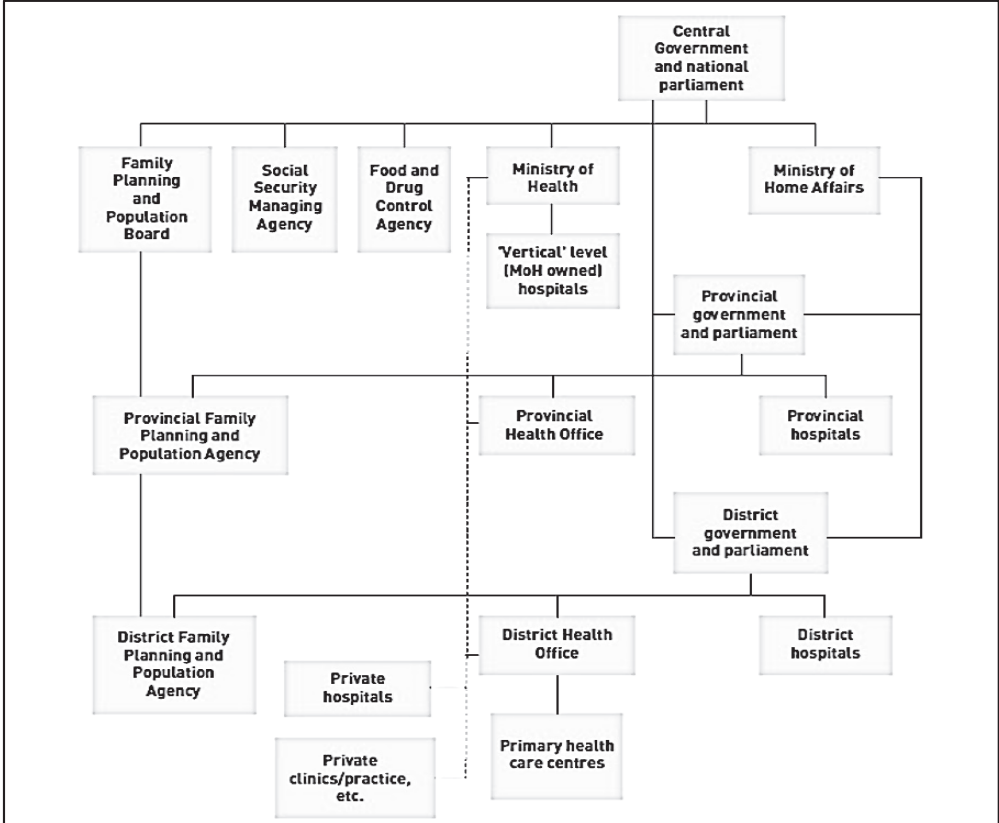 Central
Government
and national
parliament
Family
Planning
and
Population
Board
Social
Security
Managing
Agency
Food and
Drug
Control
Agency
Ministry of
Health
Ministry of
Home Affairs
'Vertical' level
(MoH owned)
hospitals
Provincial
government
and parliament
Provincial Family
Planning and
Population Agency
Provincial
Health Office
Provincial
hospitals
District
government
and parliament
District Family
Planning and
Population
Agency
District Health
Office
District
hospitals
Private
hospitals
Primary health
care centres
Private
clinics/practice,
etc.